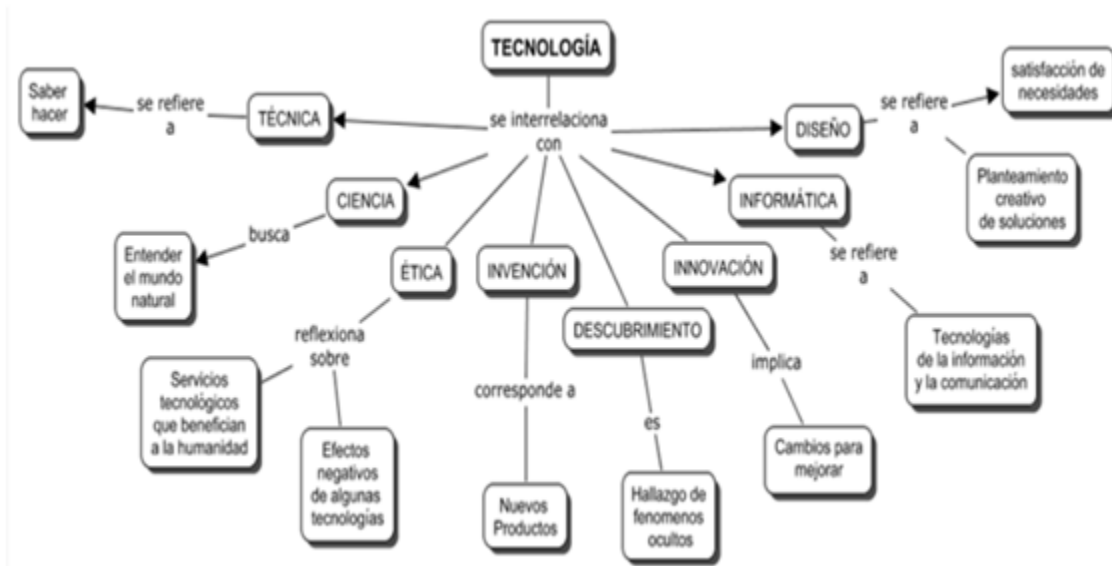 TECNOLOGÍA
se interrelaciona
con
TÉCNICA
se refiere
a
Saber
hacer
CIENCIA
busca
Entender
el mundo
natural
ÉTICA
reflexiona
sobre
Servicios
tecnológicos
que benefician
a la humanidad
Efectos
negativos
de algunas
tecnologías
INVENCIÓN
corresponde a
Nuevos
Productos
DESCUBRIMIENTO
es
Hallazgo de
fenomenos
ocultos
INNOVACIÓN
implica
Cambios para
mejorar
INFORMÁTICA
se refiere
a
Tecnologías
de la información
y la comunicación
DISEÑO
se refiere
a
satisfacción de
necesidades
Planteamiento
creativo
de soluciones